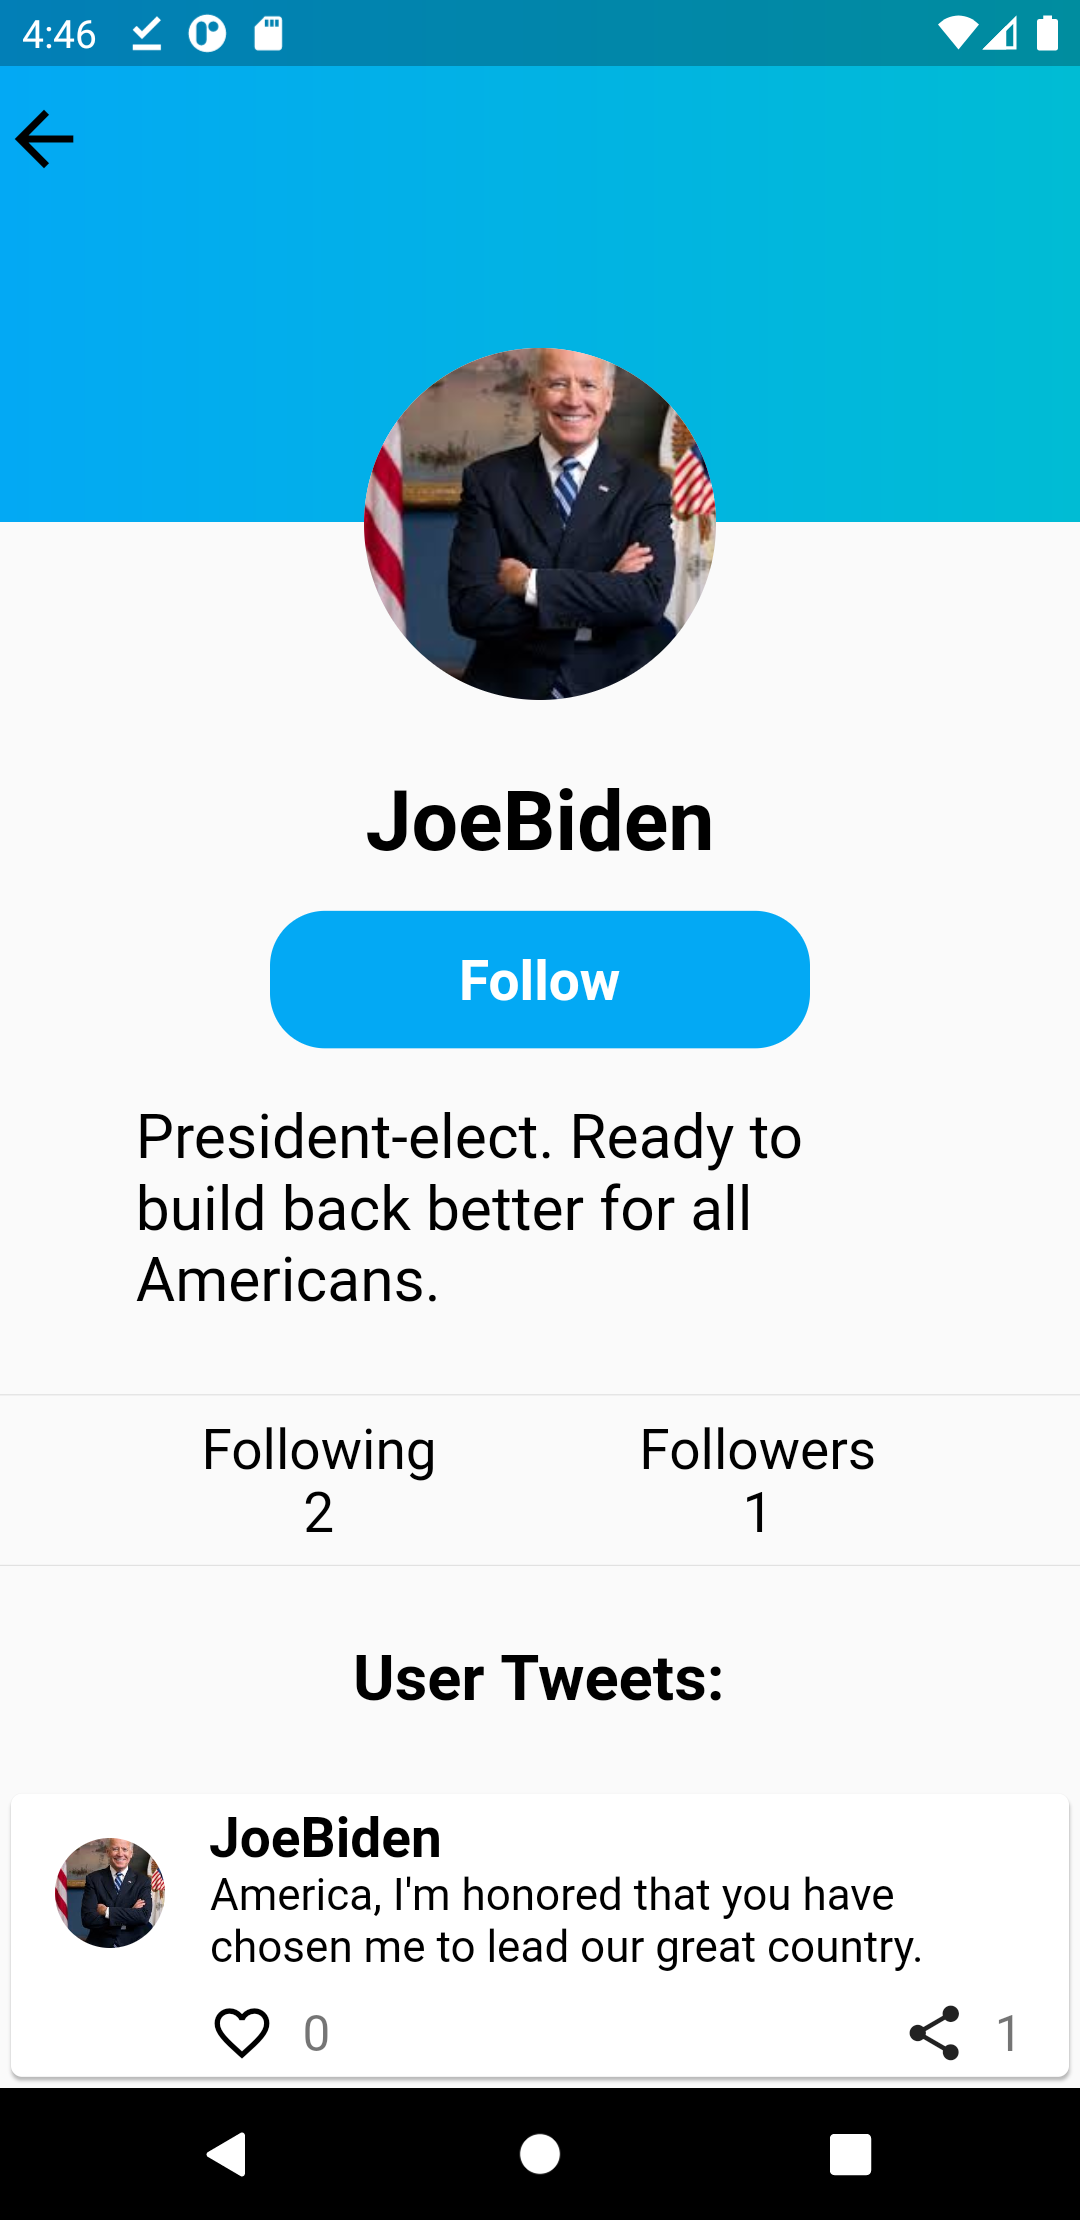 4:46
JoeBiden
Follow
President-elect. Ready to
build back better for all
Americans.
Following Followers
2 1
User Tweets:
JoeBiden
America, I'm honored that you have
chosen me to lead our great country.
0 1